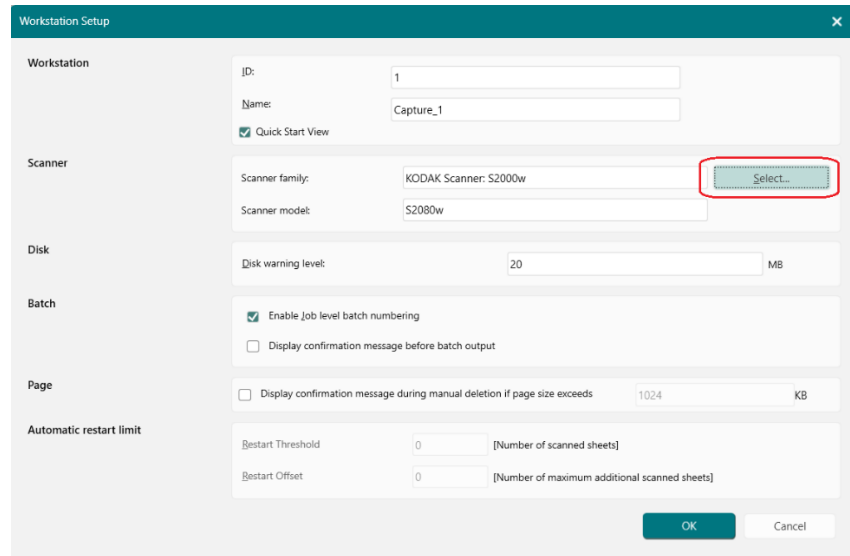 Workstation Setup
Workstation
ID:
1
Name:
Capture_1
Quick Start View
Scanner
Scanner family:
KODAK Scanner: S2000w
Select...
Scanner model:
S2080w
Disk
Disk warning level:
20
MB
Batch
Enable Job level batch numbering
Display confirmation message before batch output
Page
Display confirmation message during manual deletion if page size exceeds
1024
KB
Automatic restart limit
Restart Threshold
0
[Number of scanned sheets]
Restart Offset
0
[Number of maximum additional scanned sheets]
OK
Cancel